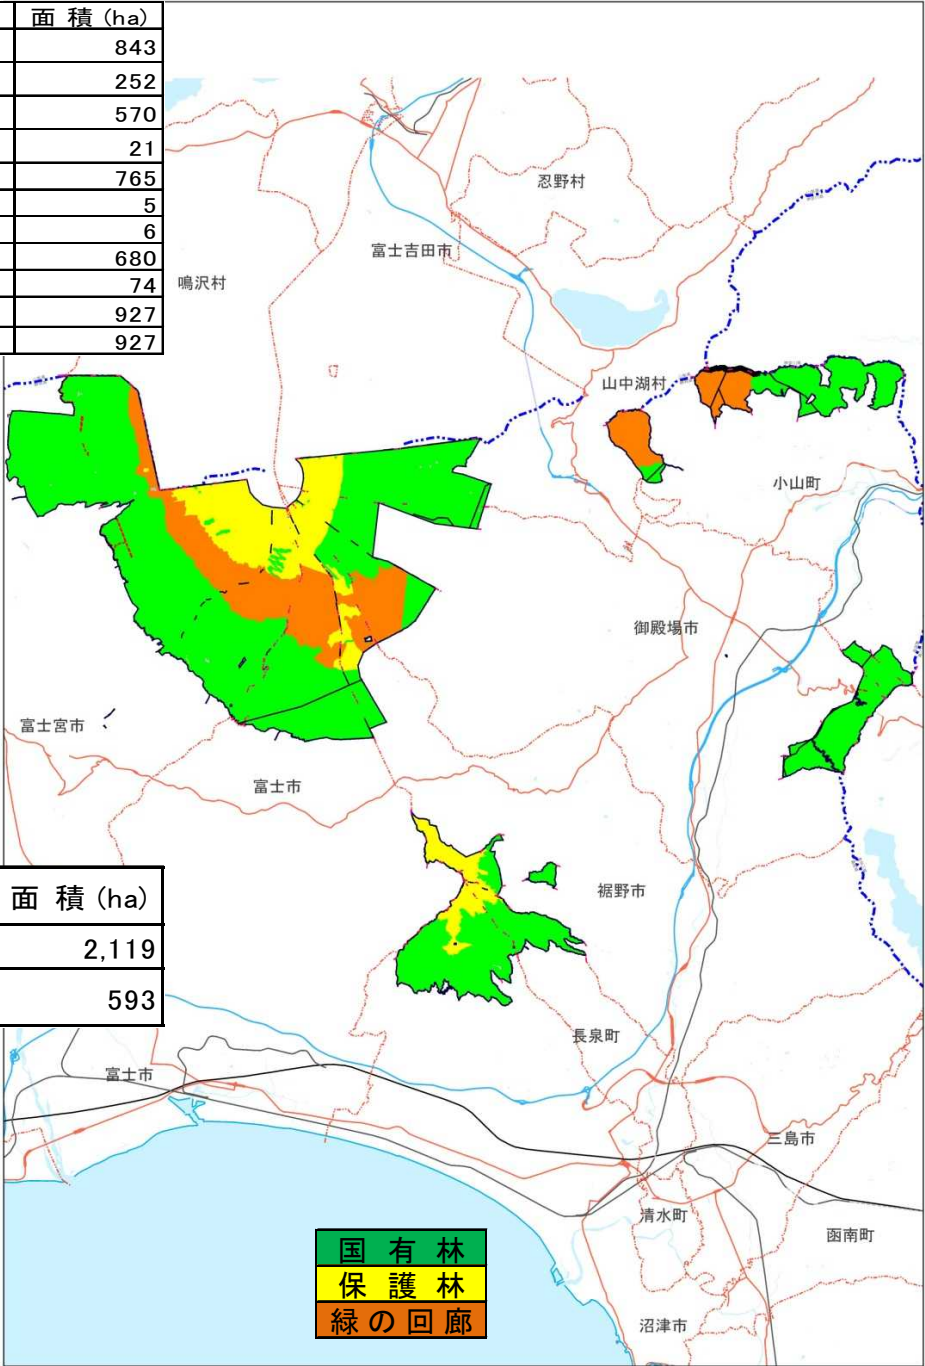 面 積 (ha)
843
252
570
21
765
5
6
680
74
927
927
忍野村
富士吉田市
鳴沢村
山中湖村
小山町
御殿場市
富士宮市
富士市
裾野市
面 積 (ha)
2,119
593
長泉町
富士市
三島市
清水町
函南町
国 有 林
保 護 林
緑 の 回 廊
沼津市